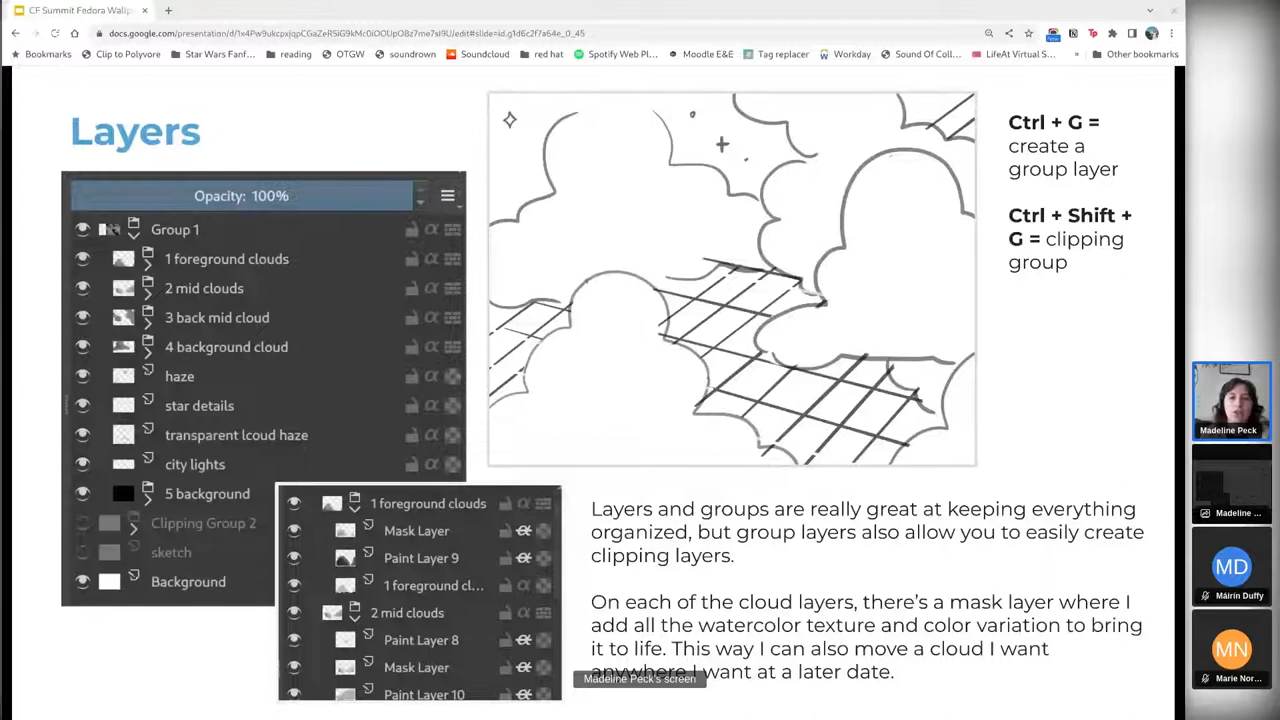 CF Summit Fedora Wallp
docs.google.com/presentation/d/1x4Pw9ukcpxjqpCGaZeRSiG9kMc0iOOUpOBz7me7sI9U/edit#slide=id.g1d6c2f7a64e_0_45
Bookmarks
Clip to Polyvore
Star Wars Fanf...
reading
OTGW
soundrown
Soundcloud
red hat
Spotify Web Pl...
Moodle E&E
Tag replacer
Workday
Sound Of Coll...
LifeAt Virtual S...
»
Other bookmarks
Layers
Opacity: 100%
Group 1
1 foreground clouds
2 mid clouds
3 back mid cloud
4 background cloud
haze
star details
transparent lcoud haze
city lights
5 background
Clipping Group 2
sketch
Background
1 foreground clouds
Mask Layer
Paint Layer 9
1 foreground cl...
2 mid clouds
Paint Layer 8
Mask Layer
Paint Layer 10
Ctrl + G =
create a
group layer
Ctrl + Shift +
G = clipping
group
Layers and groups are really great at keeping everything
organized, but group layers also allow you to easily create
clipping layers.
On each of the cloud layers, there's a mask layer where I
add all the watercolor texture and color variation to bring
it to life. This way I can also move a cloud I want
anywhere I want at a later date.
Madeline Peck's screen
Madeline Peck
Madeline ...
MD
Máirín Duffy
MN
Marie Nor...